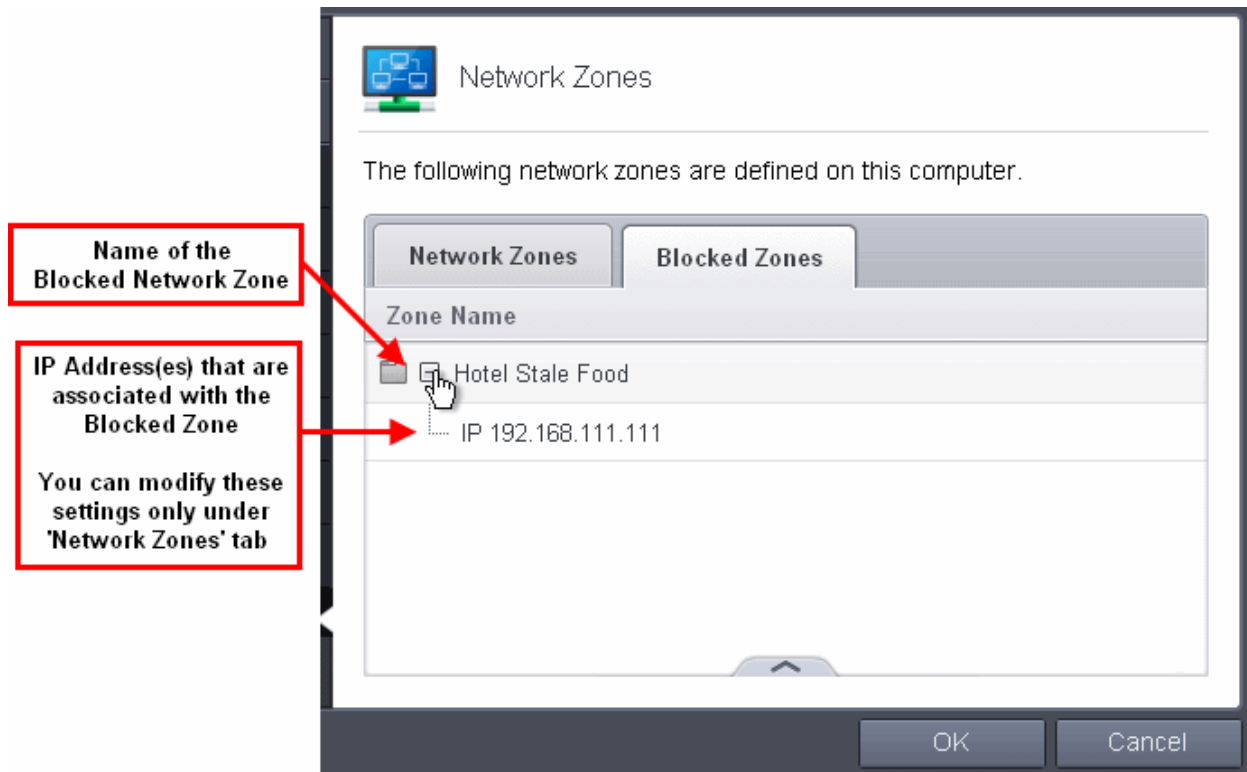 Network Zones
The following network zones are defined on this computer.
Name of the
Blocked Network Zone
Network Zones
Blocked Zones
Zone Name
IP Address(es) that are
associated with the
Blocked Zone
You can modify these
settings only under
'Network Zones' tab
Hotel Stale Food
IP 192.168.111.111
OK
Cancel